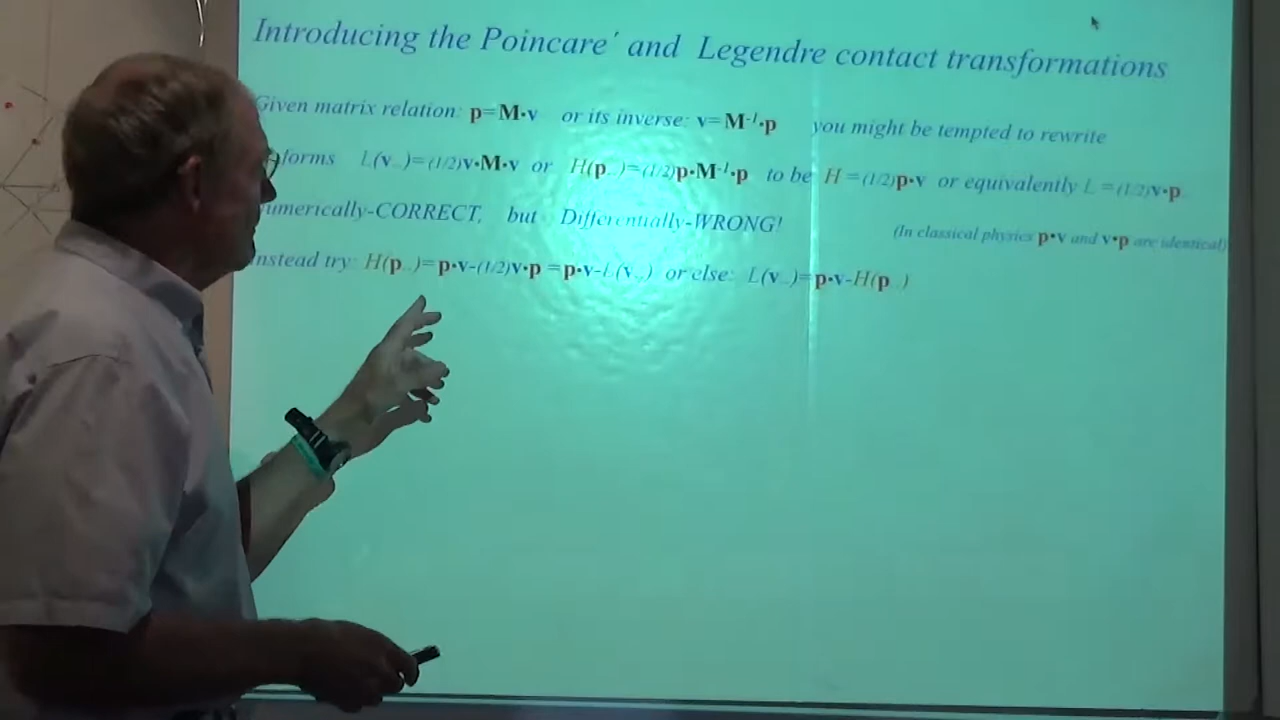 Introducing the Poincare´ and Legendre contact transformations
Given matrix relation: p=M•v or its inverse: v=M⁻¹•p you might be tempted to rewrite
forms L(v..)=(1/2)v•M•v or H(p..)=(1/2)p•M⁻¹•p to be H =(1/2)p•v or equivalently L =(1/2)v•p.
Numerically-CORRECT, but Differentially-WRONG!
(In classical physics p•v and v•p are identical)
Instead try: H(p..)=p•v-(1/2)v•p =p•v-L(v..) or else: L(v..)=p•v-H(p..)